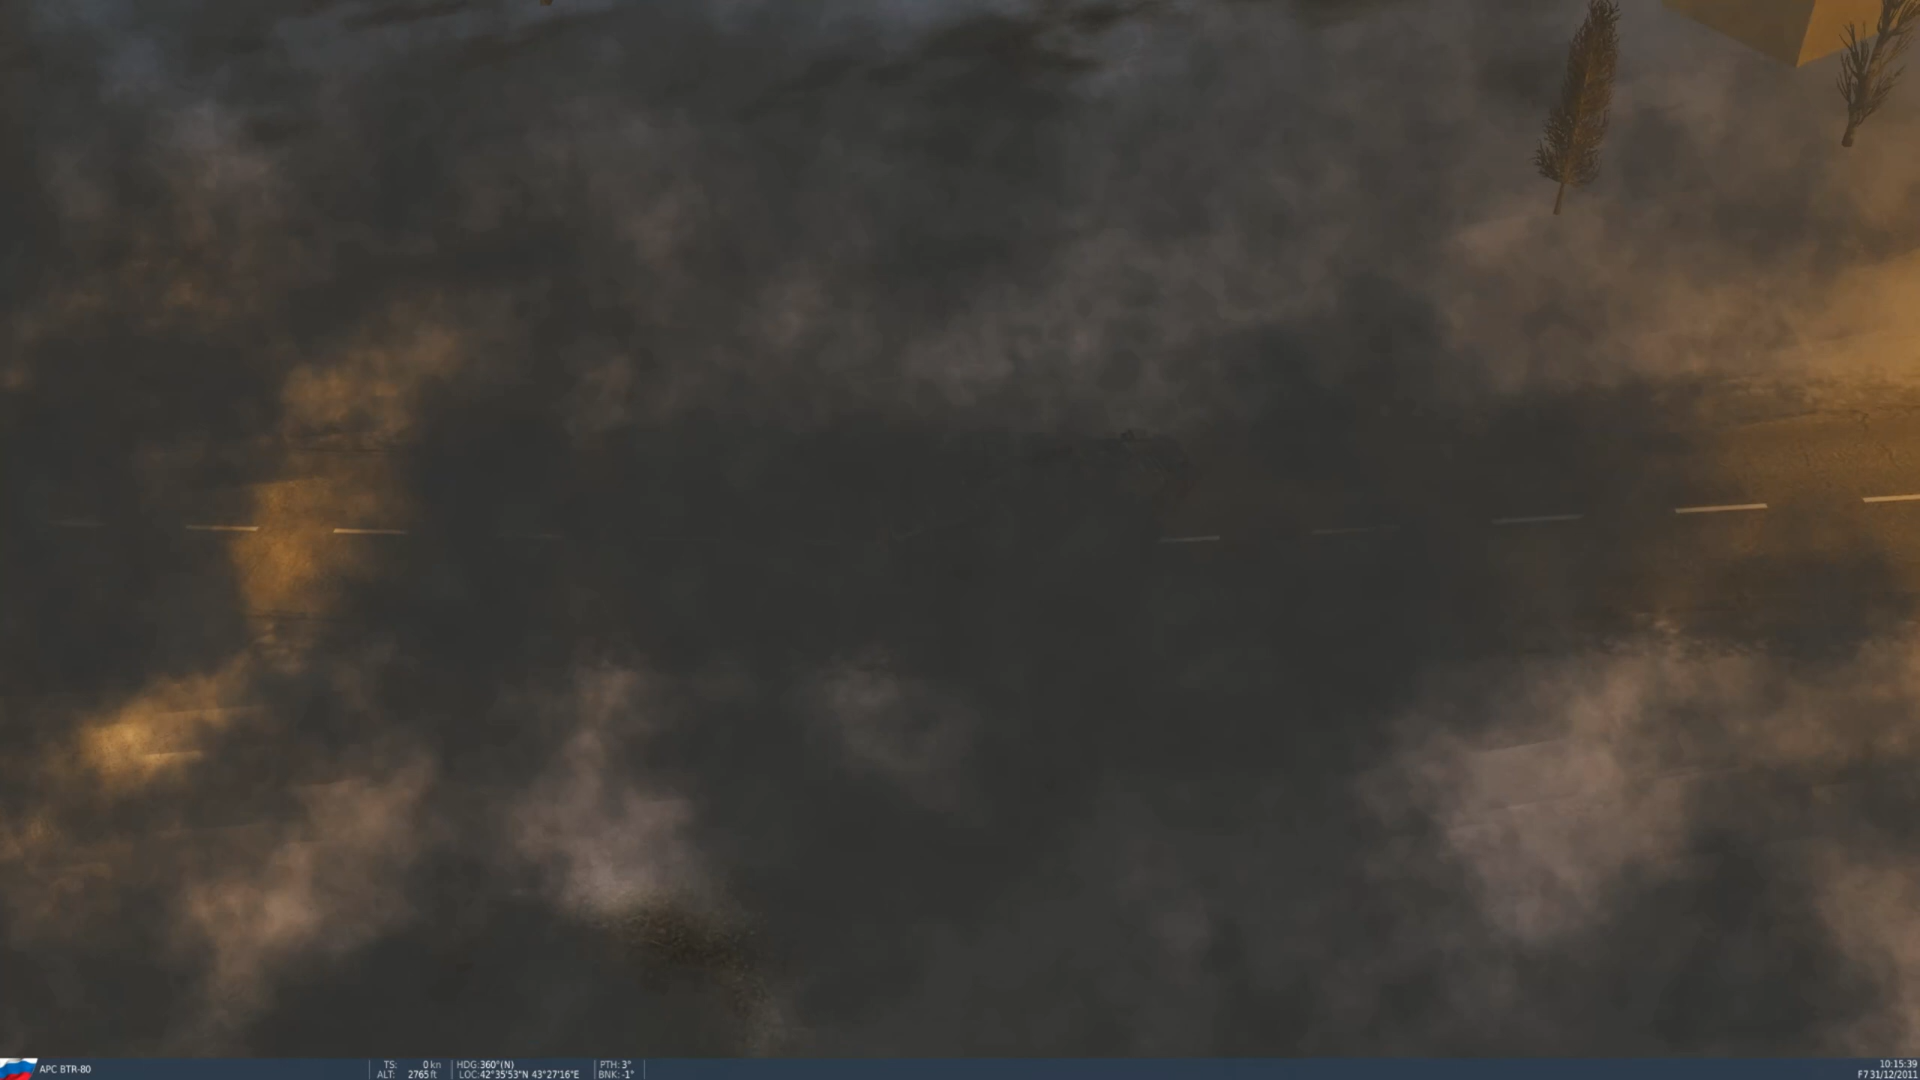 APC BTR-80
TS: 0 kn
ALT: 2765 ft
HDG: 360°(N)
LOC: 42°35'53"N 43°27'16"E
PTH: 3°
BNK: -1°
10:15:39
F7 31/12/2011